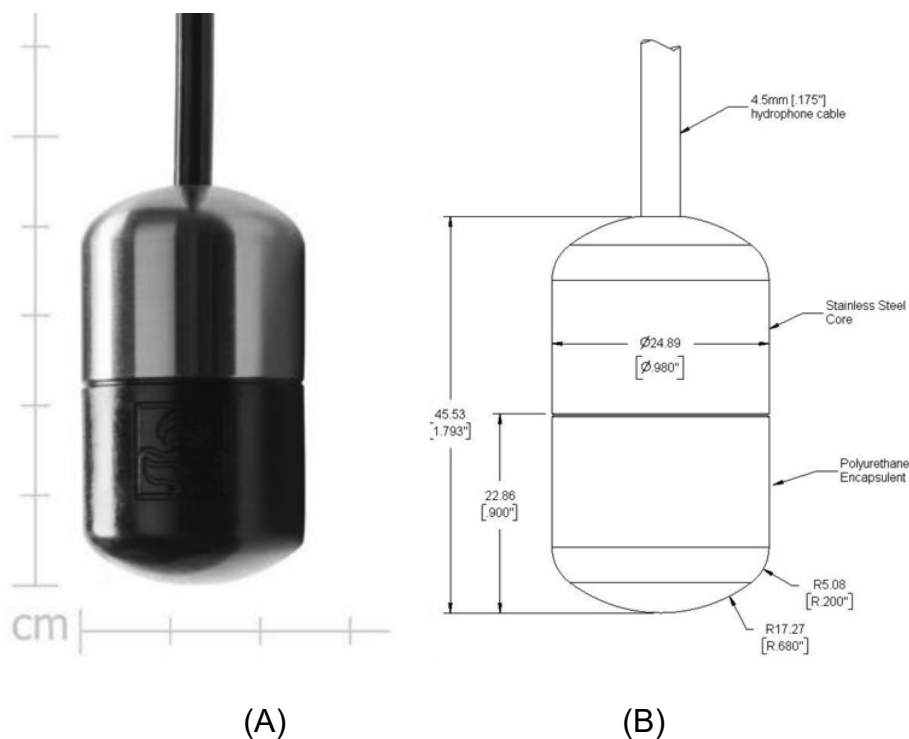 cm
4.5mm [.175"]
hydrophone cable
Stainless Steel
Core
Ø24.89
[Ø.980"]
45.53
[1.793"]
22.86
[.900"]
Polyurethane
Encapsulent
R5.08
[R.200"]
R17.27
[R.680"]
(A)
(B)